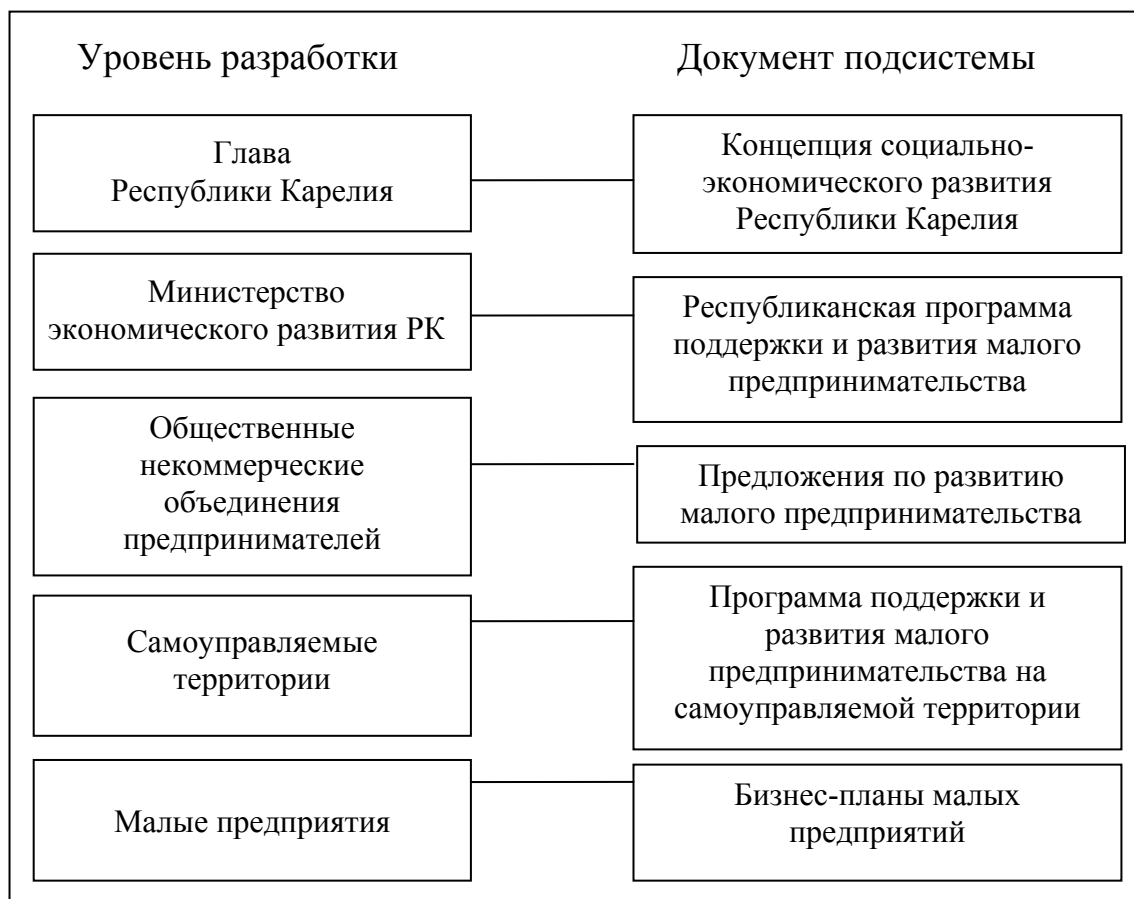 Уровень разработки
Документ подсистемы
Глава
Республики Карелия
Концепция социально-
экономического развития
Республики Карелия
Министерство
экономического развития РК
Республиканская программа
поддержки и развития малого
предпринимательства
Общественные
некоммерческие
объединения
предпринимателей
Предложения по развитию
малого предпринимательства
Самоуправляемые
территории
Программа поддержки и
развития малого
предпринимательства на
самоуправляемой территории
Малые предприятия
Бизнес-планы малых
предприятий